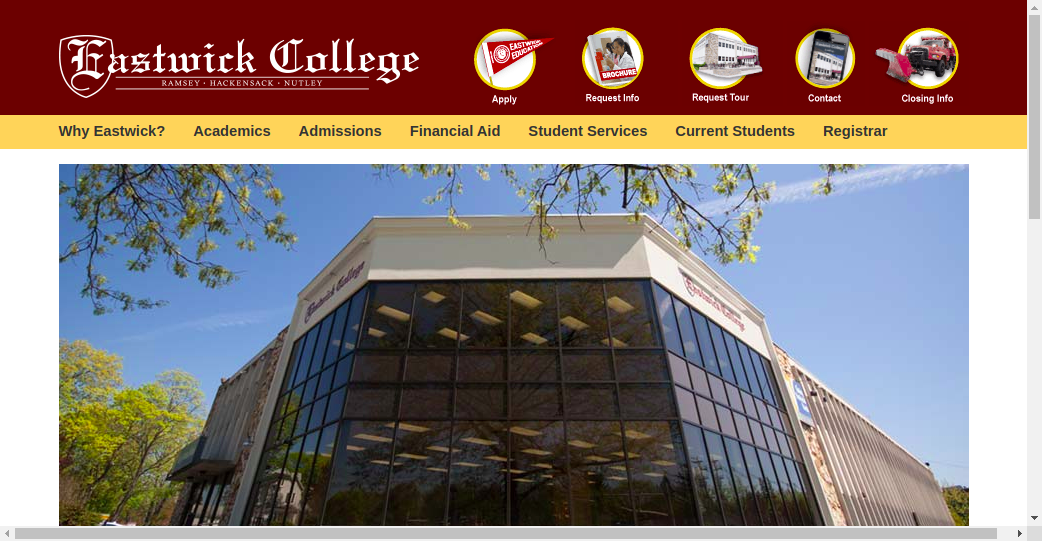 Eastwick College
RAMSEY • HACKENSACK • NUTLEY
EASTWICK
EDUCATION
BROCHURE
Apply
Request Info
Request Tour
Contact
Closing Info
Why Eastwick?
Academics
Admissions
Financial Aid
Student Services
Current Students
Registrar
Eastwick College
Eastwick College